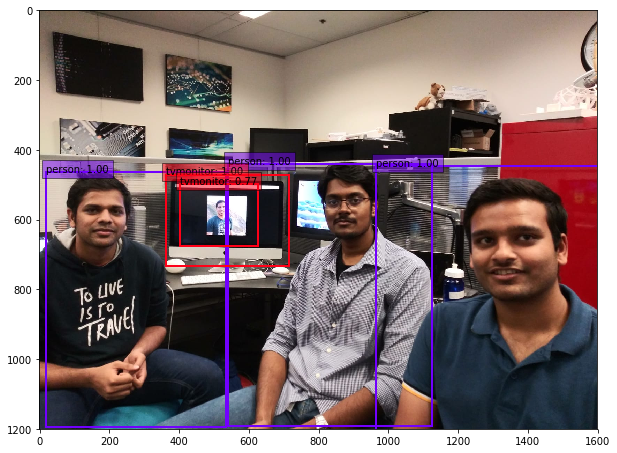 0
200
400
600
800
1000
1200
person: 1.00
tvmonitor: 1.00
tvmonitor: 0.77
person: 1.00
person: 1.00
TO LIVE
IS TO
TRAVEL
0 200 400 600 800 1000 1200 1400 1600